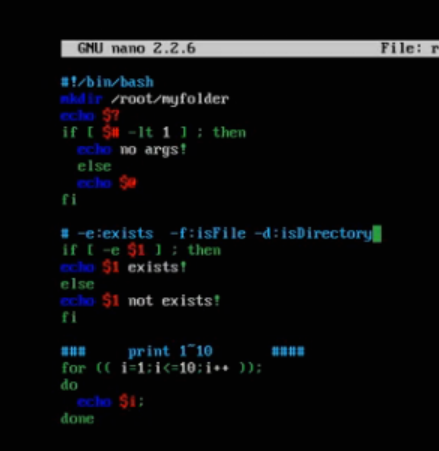 GNU nano 2.2.6 File: r
#!/bin/bash
mkdir /root/myfolder
echo $?
if [ $# -lt 1 ] ; then
echo no args!
else
echo $@
fi
# -e:exists -f:isFile -d:isDirectory
if [ -e $1 ] ; then
echo $1 exists!
else
echo $1 not exists!
fi
### print 1~10 ####
for (( i=1;i<=10;i++ ));
do
echo $i;
done